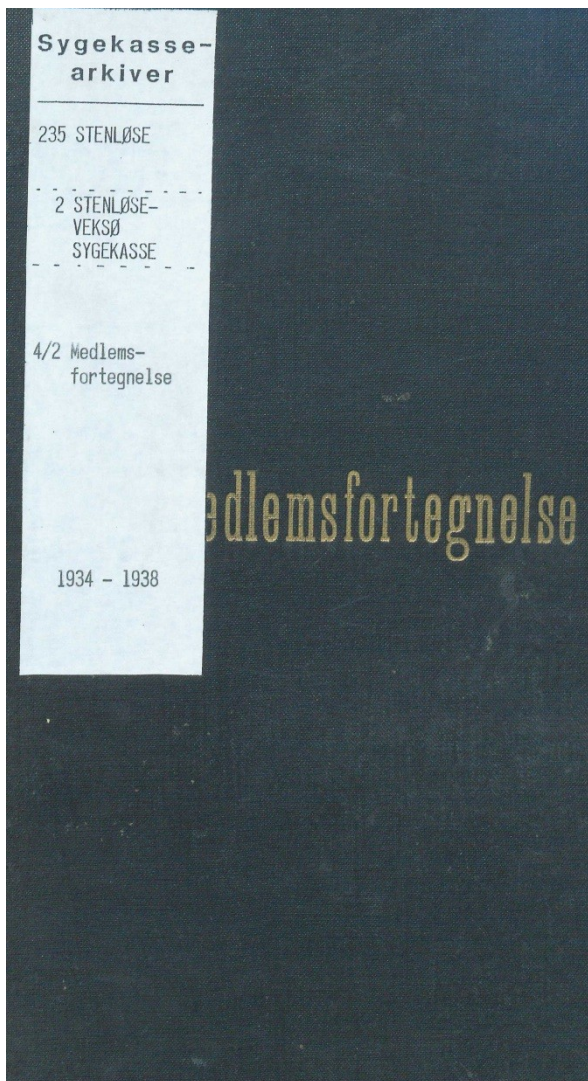 Sygekasse-
arkiver
235 STENLØSE
2 STENLØSE-
VEKSØ
SYGEKASSE
4/2 Medlems-
fortegnelse
edlemsfortegnelse
1934 - 1938